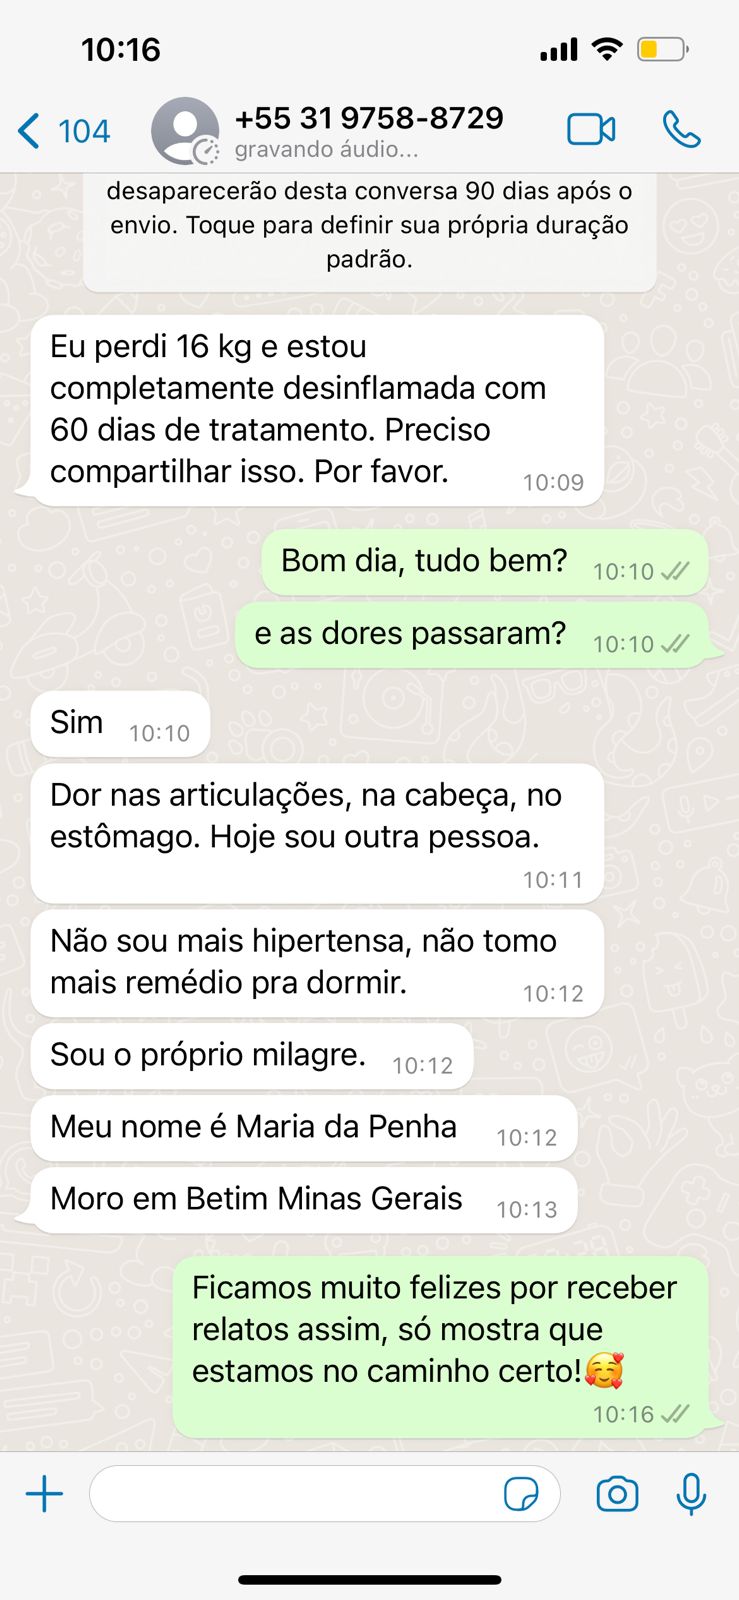 10:16
104
+55 31 9758-8729
gravando áudio...
desaparecerão desta conversa 90 dias após o
envio. Toque para definir sua própria duração
padrão.
Eu perdi 16 kg e estou
completamente desinflamada com
60 dias de tratamento. Preciso
compartilhar isso. Por favor.
10:09
Bom dia, tudo bem?
10:10
e as dores passaram?
10:10
Sim
10:10
Dor nas articulações, na cabeça, no
estômago. Hoje sou outra pessoa.
10:11
Não sou mais hipertensa, não tomo
mais remédio pra dormir.
10:12
Sou o próprio milagre.
10:12
Meu nome é Maria da Penha
10:12
Moro em Betim Minas Gerais
10:13
Ficamos muito felizes por receber
relatos assim, só mostra que
estamos no caminho certo!🥰
10:16